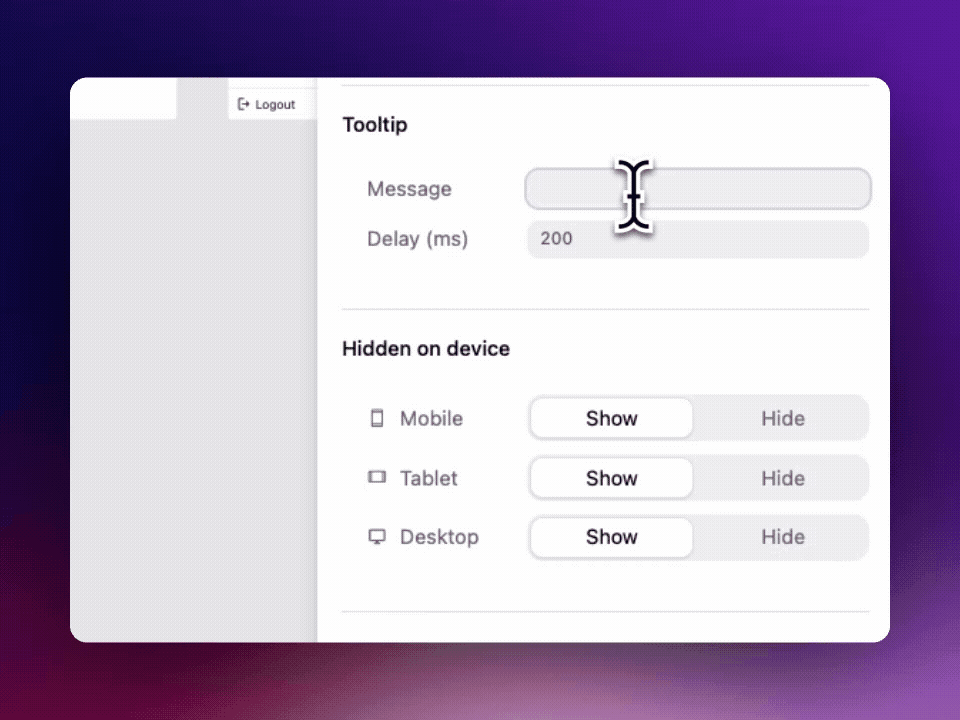 Logout
Tooltip
Message
Delay (ms) 200
Hidden on device
Mobile Show Hide
Tablet Show Hide
Desktop Show Hide